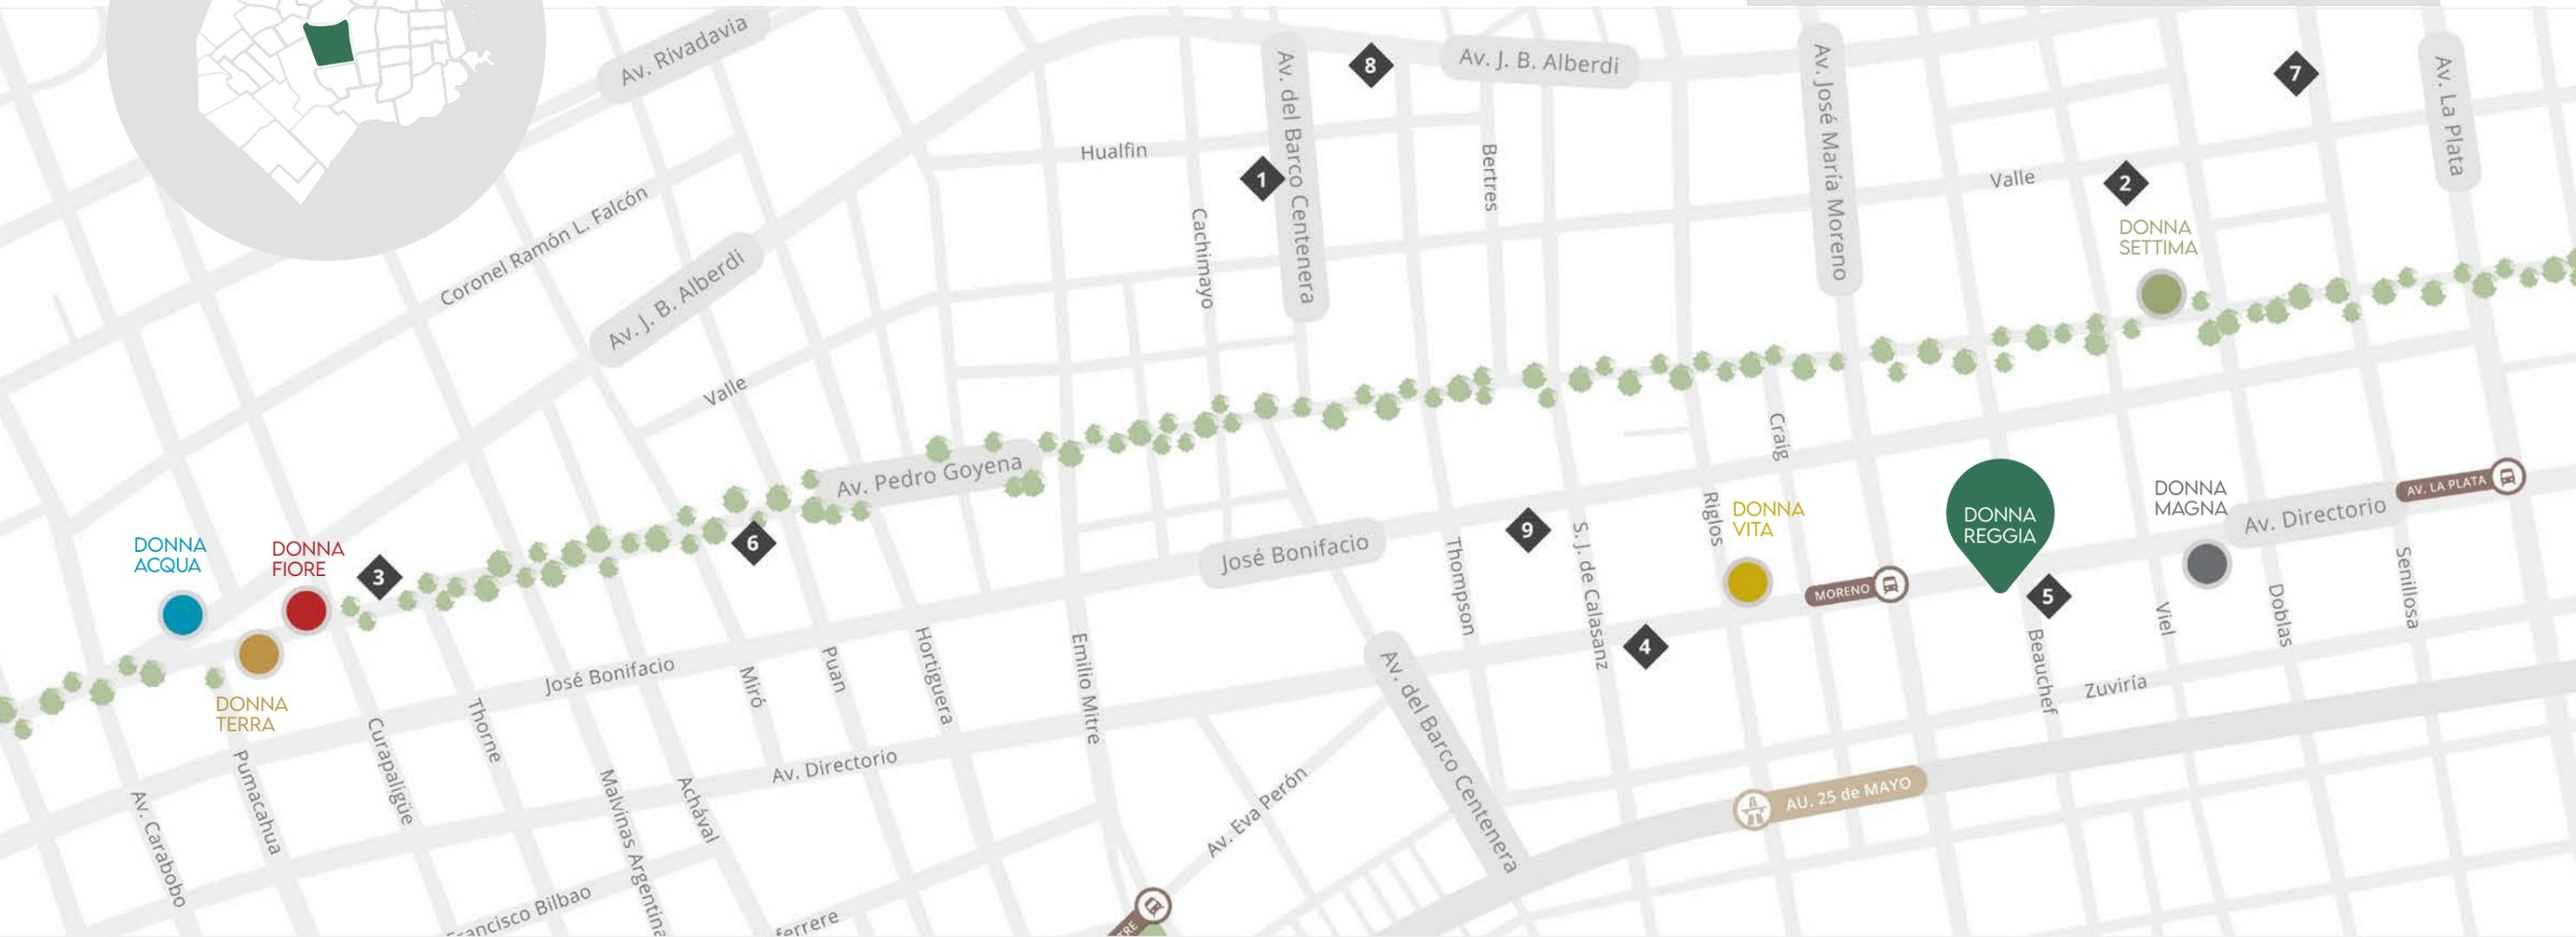 Av. Rivadavia
8
Av. J. B. Alberdi
7
Av. del Barco Centenera
Av. José María Moreno
Av. La Plata
Hualfin
1
Bertres
Valle
2
Coronel Ramón L. Falcón
Cachimayo
DONNA
SETTIMA
Av. J. B. Alberdi
Valle
Craig
Av. Pedro Goyena
DONNA
ACQUA
DONNA
FIORE
3
6
José Bonifacio
9
Thompson
S. J. de Calasanz
Riglos
DONNA
VITA
MORENO
DONNA
REGGIA
5
DONNA
MAGNA
Av. Directorio
AV. LA PLATA
4
DONNA
TERRA
José Bonifacio
Miró
Puan
Hortiguera
Emilio Mitre
Av. del Barco Centenera
Beauchef
Zuviría
Viel
Doblas
Senillosa
Av. Carabobo
Pumacahua
Curapaligüe
Thorne
Malvinas Argentina
Achával
Av. Directorio
Av. Eva Perón
AU. 25 de MAYO
rancisco Bilbao
ferrere
TRE